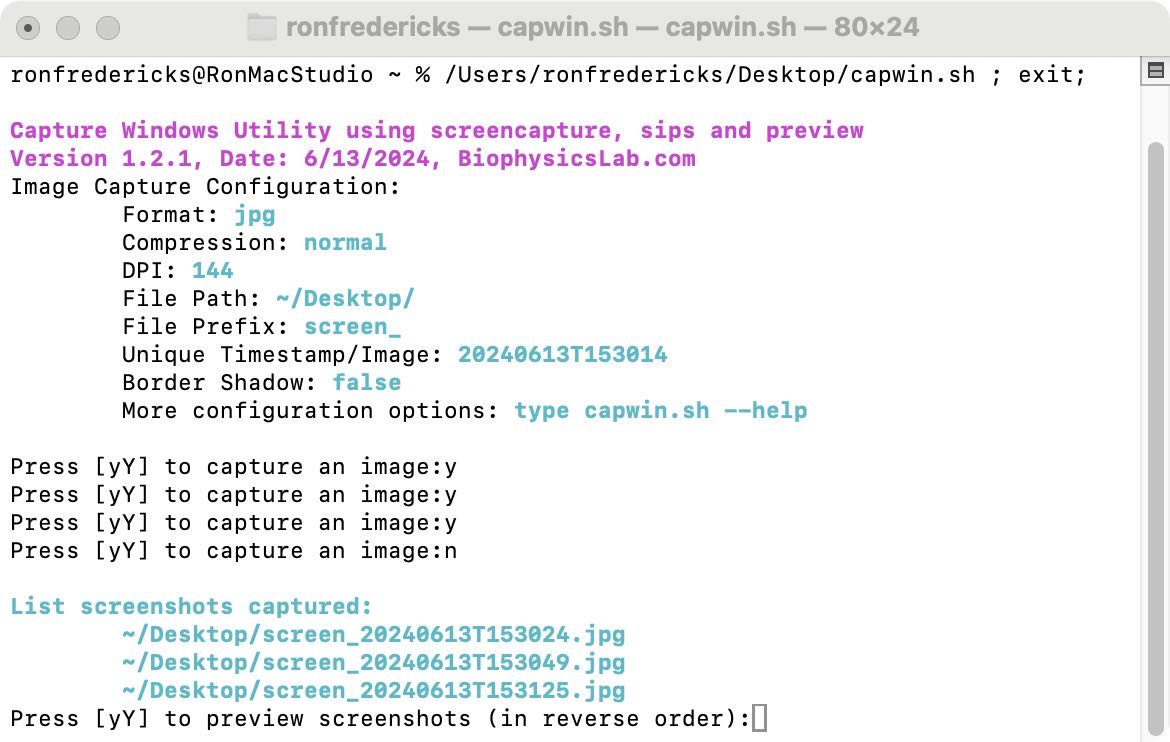 ronfredericks — capwin.sh — capwin.sh — 80×24
ronfredericks@RonMacStudio ~ % /Users/ronfredericks/Desktop/capwin.sh ; exit;
Capture Windows Utility using screencapture, sips and preview
Version 1.2.1, Date: 6/13/2024, BiophysicsLab.com
Image Capture Configuration:
Format: jpg
Compression: normal
DPI: 144
File Path: ~/Desktop/
File Prefix: screen_
Unique Timestamp/Image: 20240613T153014
Border Shadow: false
More configuration options: type capwin.sh --help
Press [yY] to capture an image:y
Press [yY] to capture an image:y
Press [yY] to capture an image:y
Press [yY] to capture an image:n
List screenshots captured:
~/Desktop/screen_20240613T153024.jpg
~/Desktop/screen_20240613T153049.jpg
~/Desktop/screen_20240613T153125.jpg
Press [yY] to preview screenshots (in reverse order):